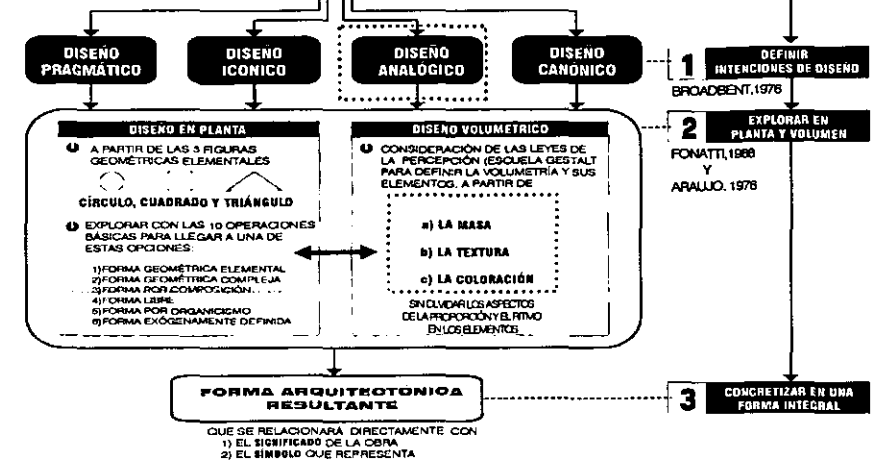 DISEÑO
PRAGMÁTICO
DISEÑO
ICONICO
DISEÑO
ANALÓGICO
DISEÑO
CANÓNICO
1
DEFINIR
INTENCIONES DE DISEÑO
BROADBENT, 1976
DISEÑO EN PLANTA
A PARTIR DE LAS 3 FIGURAS
GEOMÉTRICAS ELEMENTALES
CÍRCULO, CUADRADO Y TRIÁNGULO
EXPLORAR CON LAS 10 OPERACIONES
BÁSICAS PARA LLEGAR A UNA DE
ESTAS OPCIONES:
1) FORMA GEOMÉTRICA ELEMENTAL
2) FORMA GEOMÉTRICA COMPLEJA
3) FORMA POR COMPOSICIÓN
4) FORMA LIBRE
5) FORMA POR ORGANICISMO
6) FORMA EXÓGENAMENTE DEFINIDA
DISEÑO VOLUMETRICO
CONSIDERACIÓN DE LAS LEYES DE
LA PERCEPCIÓN (ESCUELA GESTALT
PARA DEFINIR LA VOLUMETRÍA Y SUS
ELEMENTOS, A PARTIR DE
a) LA MASA
b) LA TEXTURA
c) LA COLORACIÓN
SIN OLVIDAR LOS ASPECTOS
DE LA PROPORCIÓN Y EL RITMO
EN LOS ELEMENTOS
2
EXPLORAR EN
PLANTA Y VOLUMEN
FONATTI, 1988
Y
ARAUJO, 1976
FORMA ARQUITECTÓNICA
RESULTANTE
3
CONCRETIZAR EN UNA
FORMA INTEGRAL
QUE SE RELACIONARÁ DIRECTAMENTE CON
1) EL SIGNIFICADO DE LA OBRA
2) EL SÍMBOLO QUE REPRESENTA